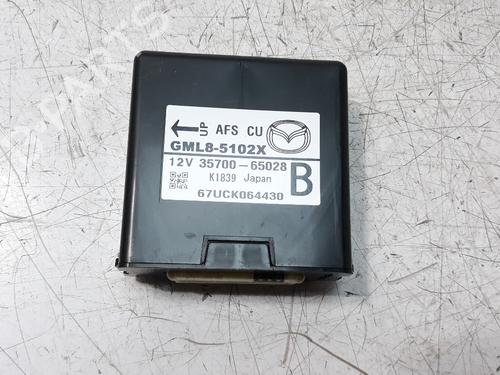 UP AFS CU
GML8-5102X
12V 35700-65028
B
K1839 Japan
67UCK064430